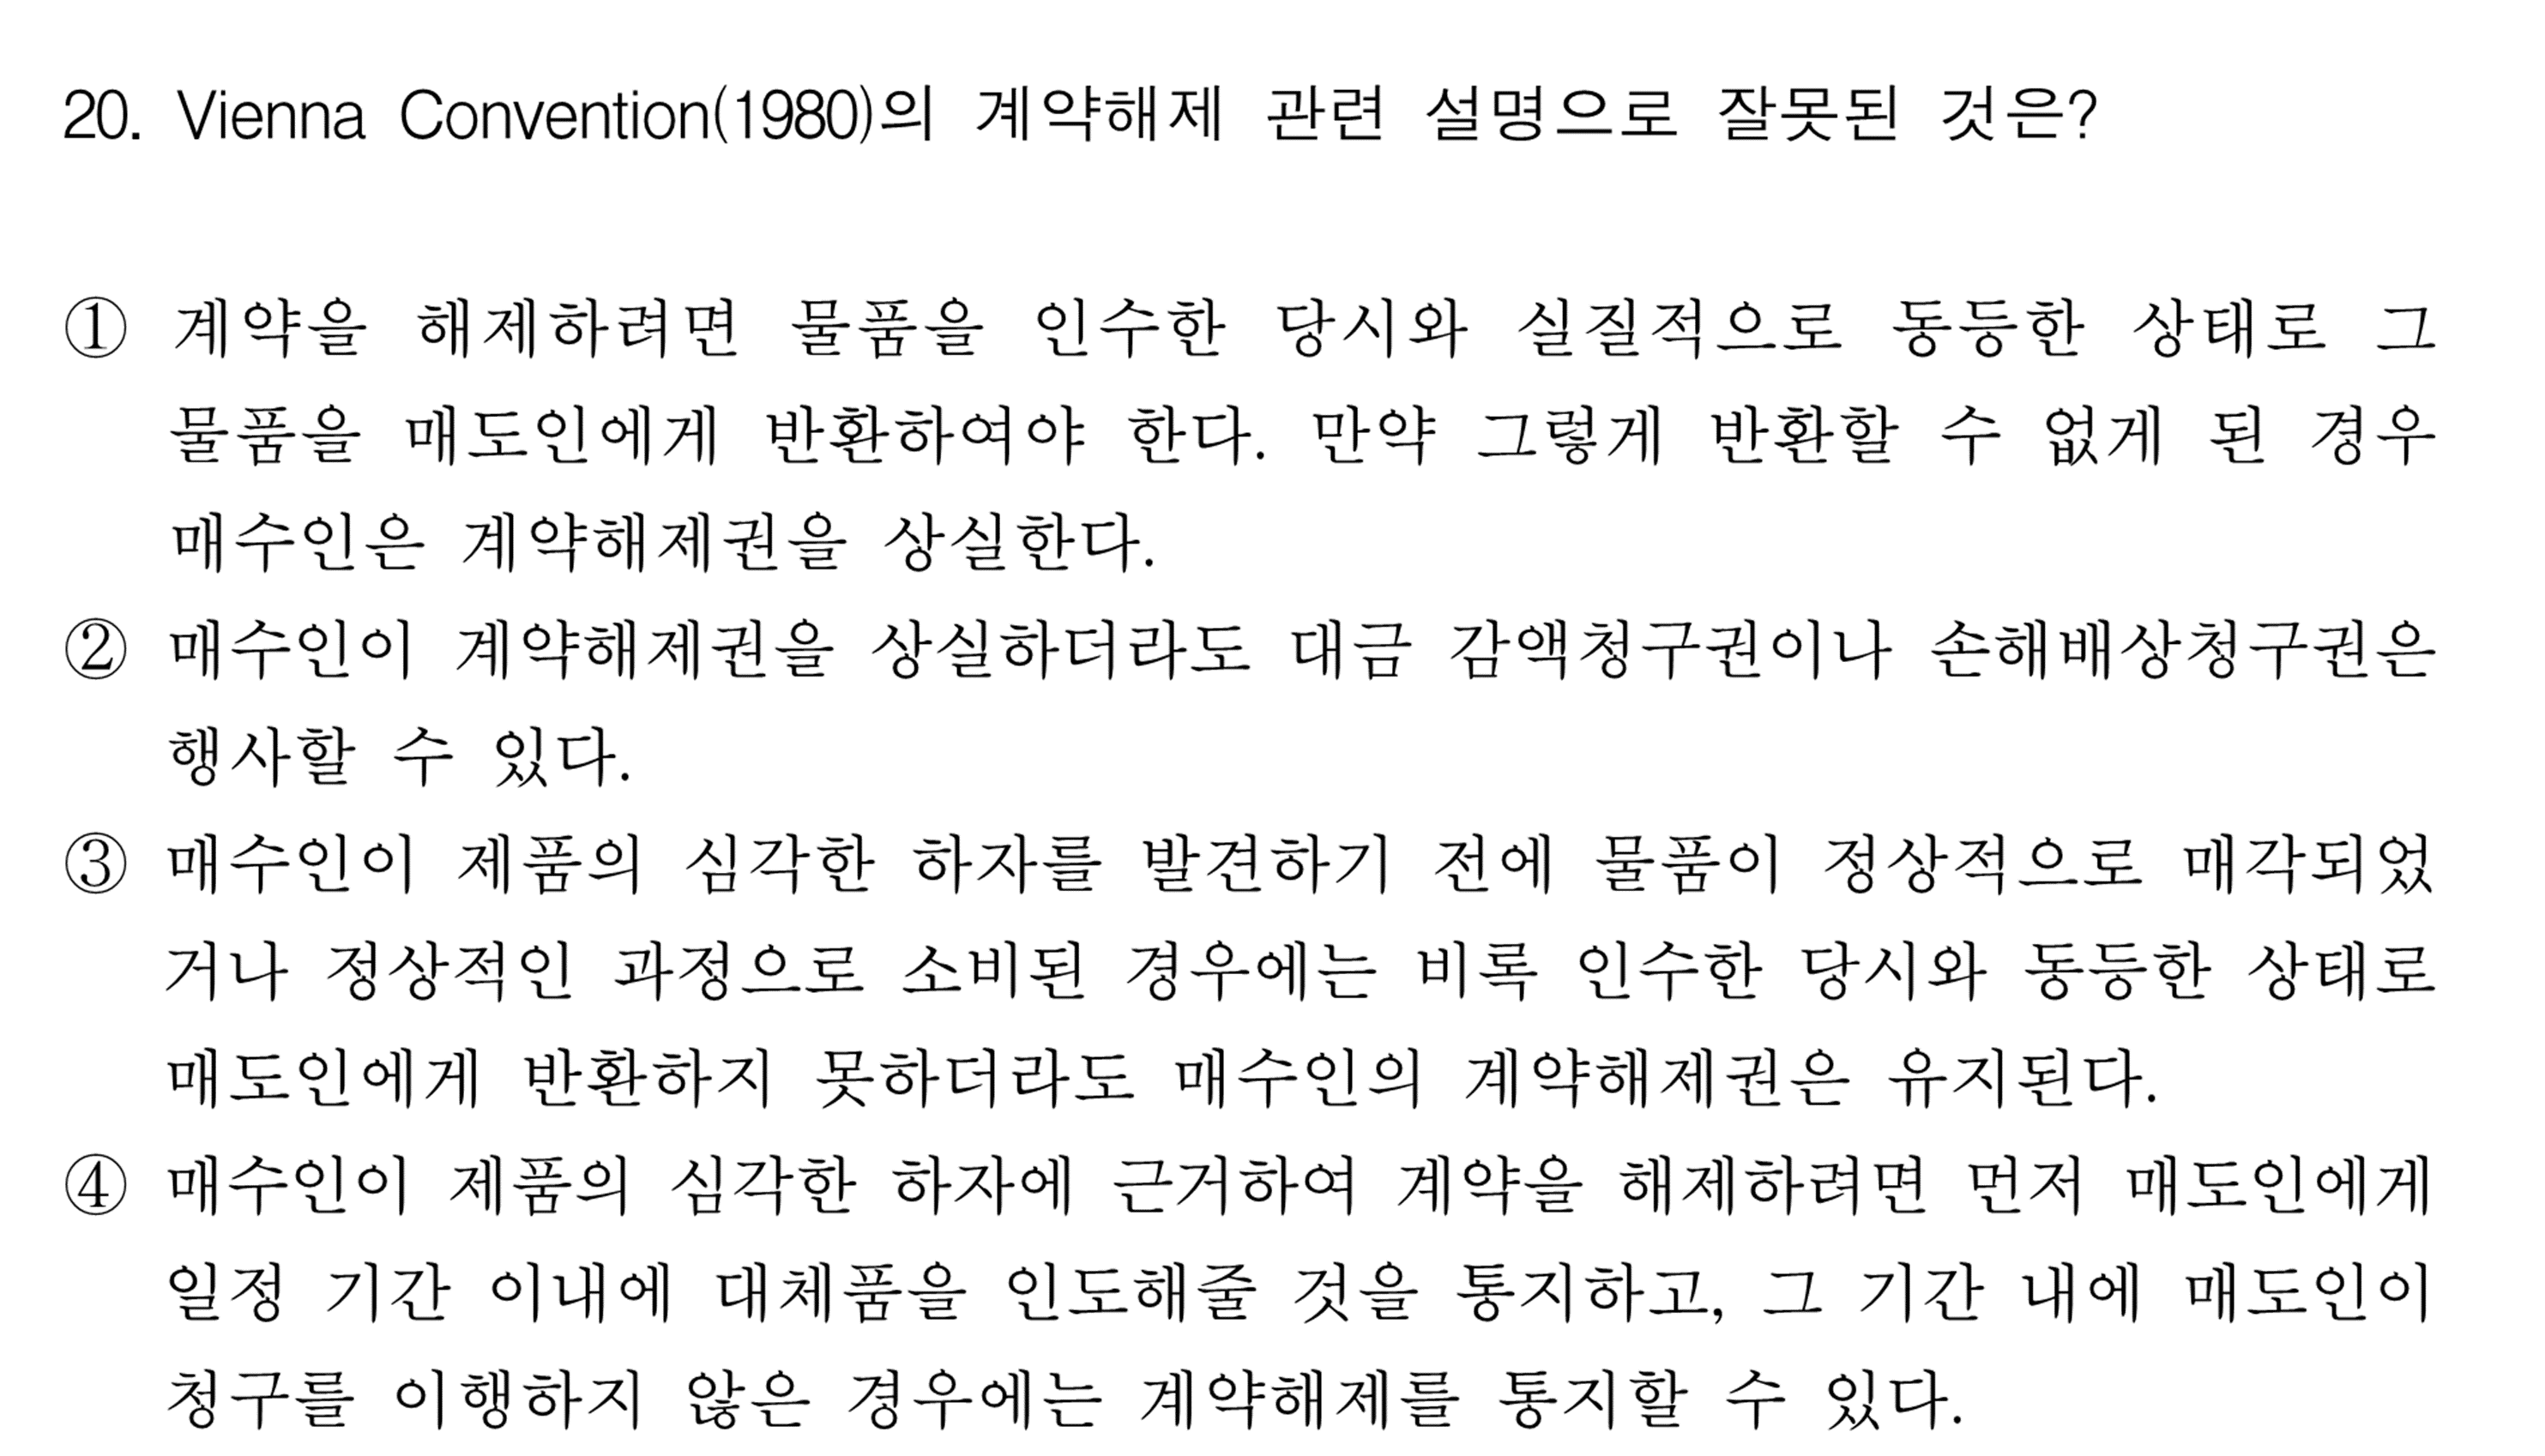 20. Vienna Convention(1980)의 계약해제 관련 설명으로 잘못된 것은?
① 계약을 해제하려면 물품을 인수한 당시와 실질적으로 동등한 상태로 그
물품을 매도인에게 반환하여야 한다. 만약 그렇게 반환할 수 없게 된 경우
매수인은 계약해제권을 상실한다.
② 매수인이 계약해제권을 상실하더라도 대금 감액청구권이나 손해배상청구권은
행사할 수 있다.
③ 매수인이 제품의 심각한 하자를 발견하기 전에 물품이 정상적으로 매각되었
거나 정상적인 과정으로 소비된 경우에는 비록 인수한 당시와 동등한 상태로
매도인에게 반환하지 못하더라도 매수인의 계약해제권은 유지된다.
④ 매수인이 제품의 심각한 하자에 근거하여 계약을 해제하려면 먼저 매도인에게
일정 기간 이내에 대체품을 인도해줄 것을 통지하고, 그 기간 내에 매도인이
청구를 이행하지 않은 경우에는 계약해제를 통지할 수 있다.